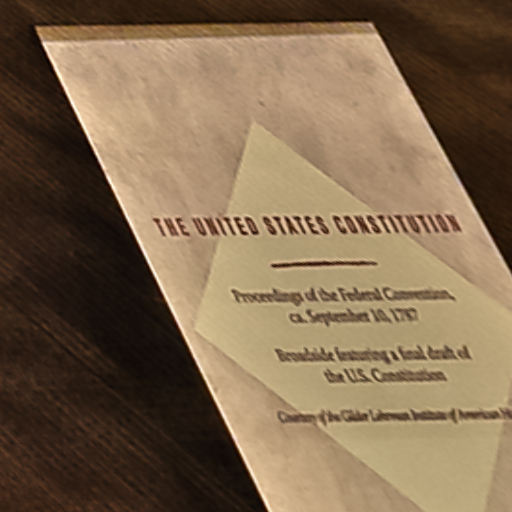 THE UNITED STATES CONSTITUTION
Proceedings of the Federal Convention,
ca. September 10, 1787
Broadside featuring a final draft of
the U.S. Constitution
Courtesy of the Gilder Lehrman Institute of American